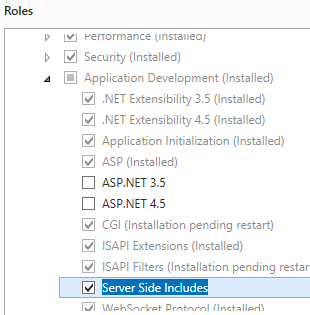 Roles
Performance (Installed)
Security (Installed)
Application Development (Installed)
.NET Extensibility 3.5 (Installed)
.NET Extensibility 4.5 (Installed)
Application Initialization (Installed)
ASP (Installed)
ASP.NET 3.5
ASP.NET 4.5
CGI (Installation pending restart)
ISAPI Extensions (Installed)
ISAPI Filters (Installation pending restar
Server Side Includes
WebSocket Protocol (Installed)